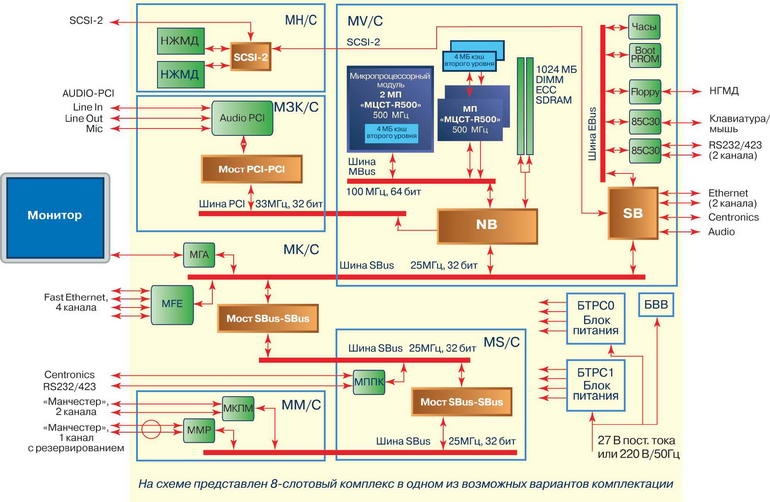 SCSI-2
МН/С
НЖМД
НЖМД
SCSI-2
МV/С
SCSI-2
Микропроцессорный
модуль
2 МП
«МЦСТ-R500»
500 МГц
4 МБ кэш
второго уровня
4 МБ кэш
второго уровня
МП
«МЦСТ-R500»
500 МГц
1024 МБ
DIMM
ECC
SDRAM
Шина EBus
Часы
Boot
PROM
Floppy
НГМД
85C30
Клавиатура/
мышь
85C30
RS232/423
(2 канала)
AUDIO-PCI
Line In
Line Out
Mic
МЗК/С
Audio PCI
Мост PCI-PCI
Шина PCI
33МГц, 32 бит
Шина
MBus
100 МГц, 64 бит
NB
SB
Ethernet
(2 канала)
Centronics
Audio
Монитор
МГА
МК/С
Шина SBus
25МГц, 32 бит
Fast Ethernet,
4 канала
MFE
Мост SBus-SBus
БТРС0
Блок
питания
БВВ
БТРС1
Блок
питания
27 В пост. тока
или 220 В/50Гц
Шина SBus
25МГц, 32 бит
MS/C
Centronics
RS232/423
МППК
Мост SBus-SBus
«Манчестер»,
2 канала
МКПМ
ММ/С
«Манчестер»,
1 канал
с резервированием
ММР
Шина SBus
25МГц, 32 бит
На схеме представлен 8-слотовый комплекс в одном из возможных вариантов комплектации